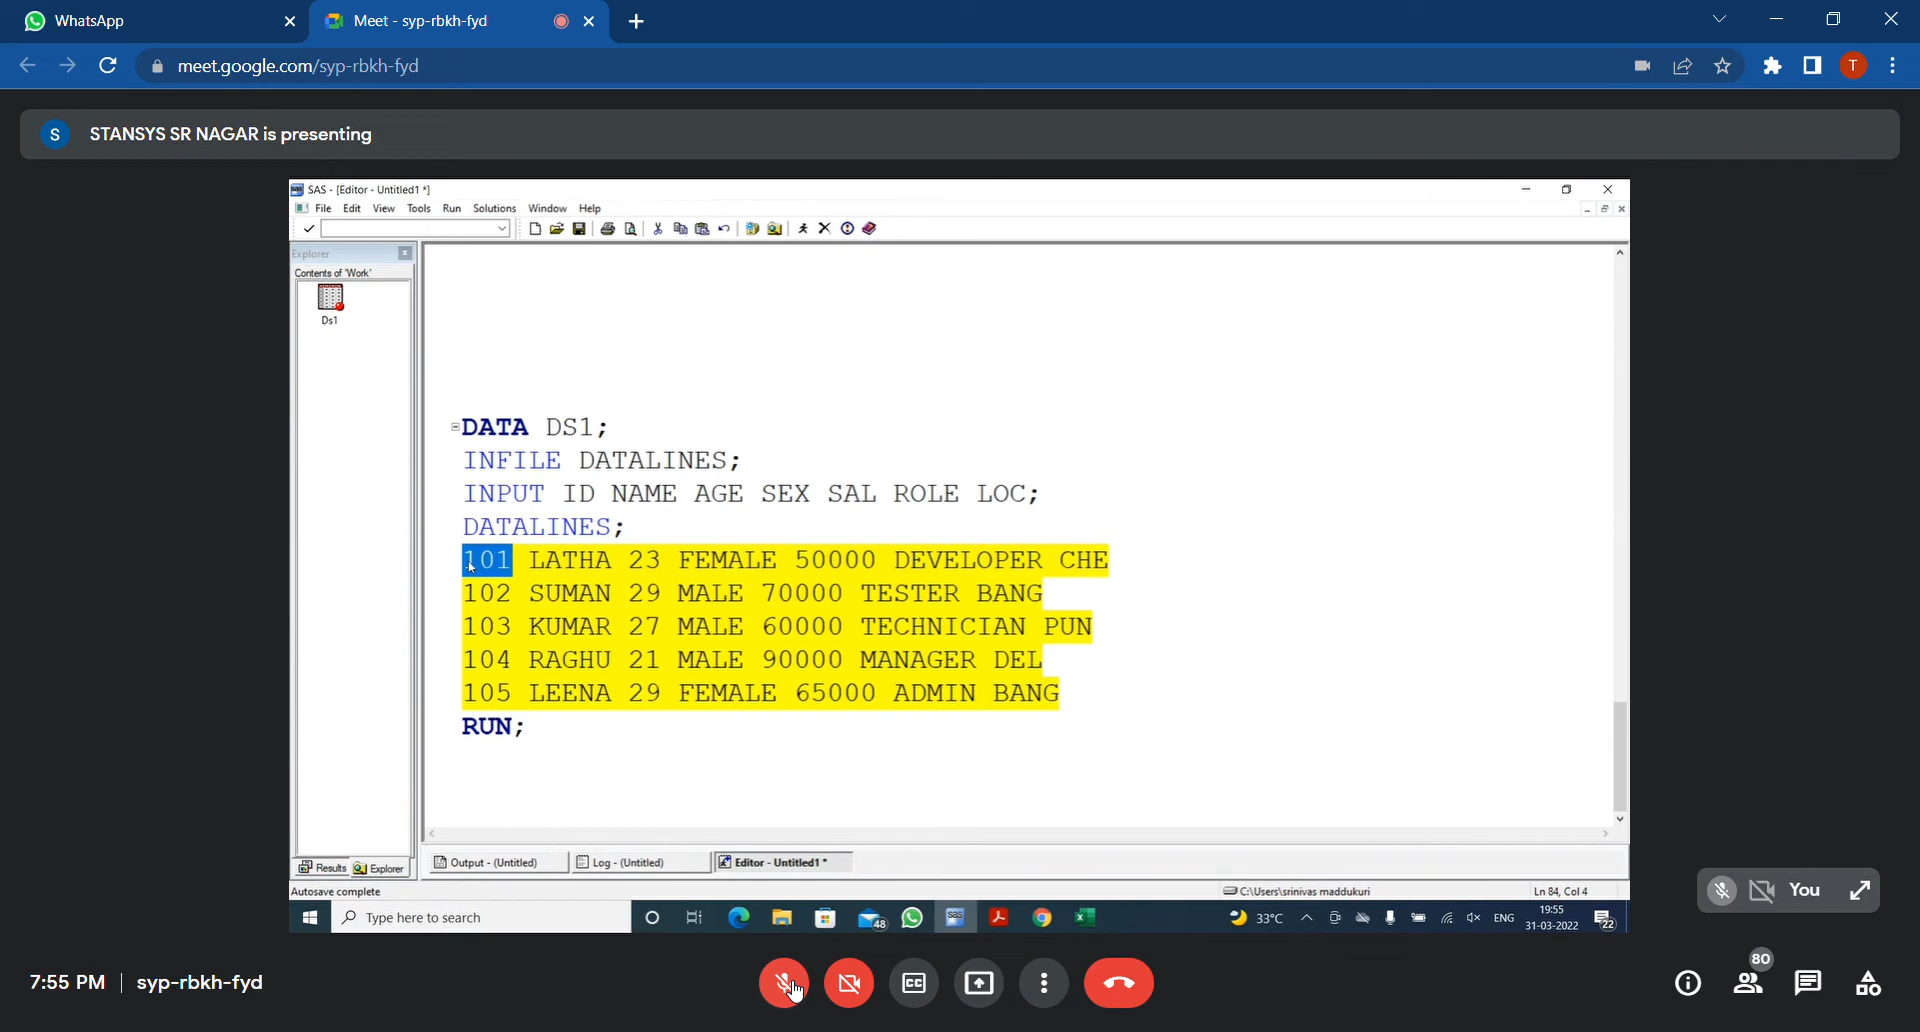 WhatsApp
Meet - syp-rbkh-fyd
meet.google.com/syp-rbkh-fyd
T
S STANSYS SR NAGAR is presenting
SAS - [Editor - Untitled1 *]
File Edit View Tools Run Solutions Window Help
Explorer
Contents of 'Work'
Ds1
DATA DS1;
INFILE DATALINES;
INPUT ID NAME AGE SEX SAL ROLE LOC;
DATALINES;
101 LATHA 23 FEMALE 50000 DEVELOPER CHE
102 SUMAN 29 MALE 70000 TESTER BANG
103 KUMAR 27 MALE 60000 TECHNICIAN PUN
104 RAGHU 21 MALE 90000 MANAGER DEL
105 LEENA 29 FEMALE 65000 ADMIN BANG
RUN;
Results Explorer
Output - (Untitled) Log - (Untitled) Editor - Untitled1 *
Autosave complete C:\Users\srinivas maddukuri Ln 84, Col 4
Type here to search 48 sas 33°C ENG 19:55 31-03-2022 22
You
7:55 PM syp-rbkh-fyd CC 80